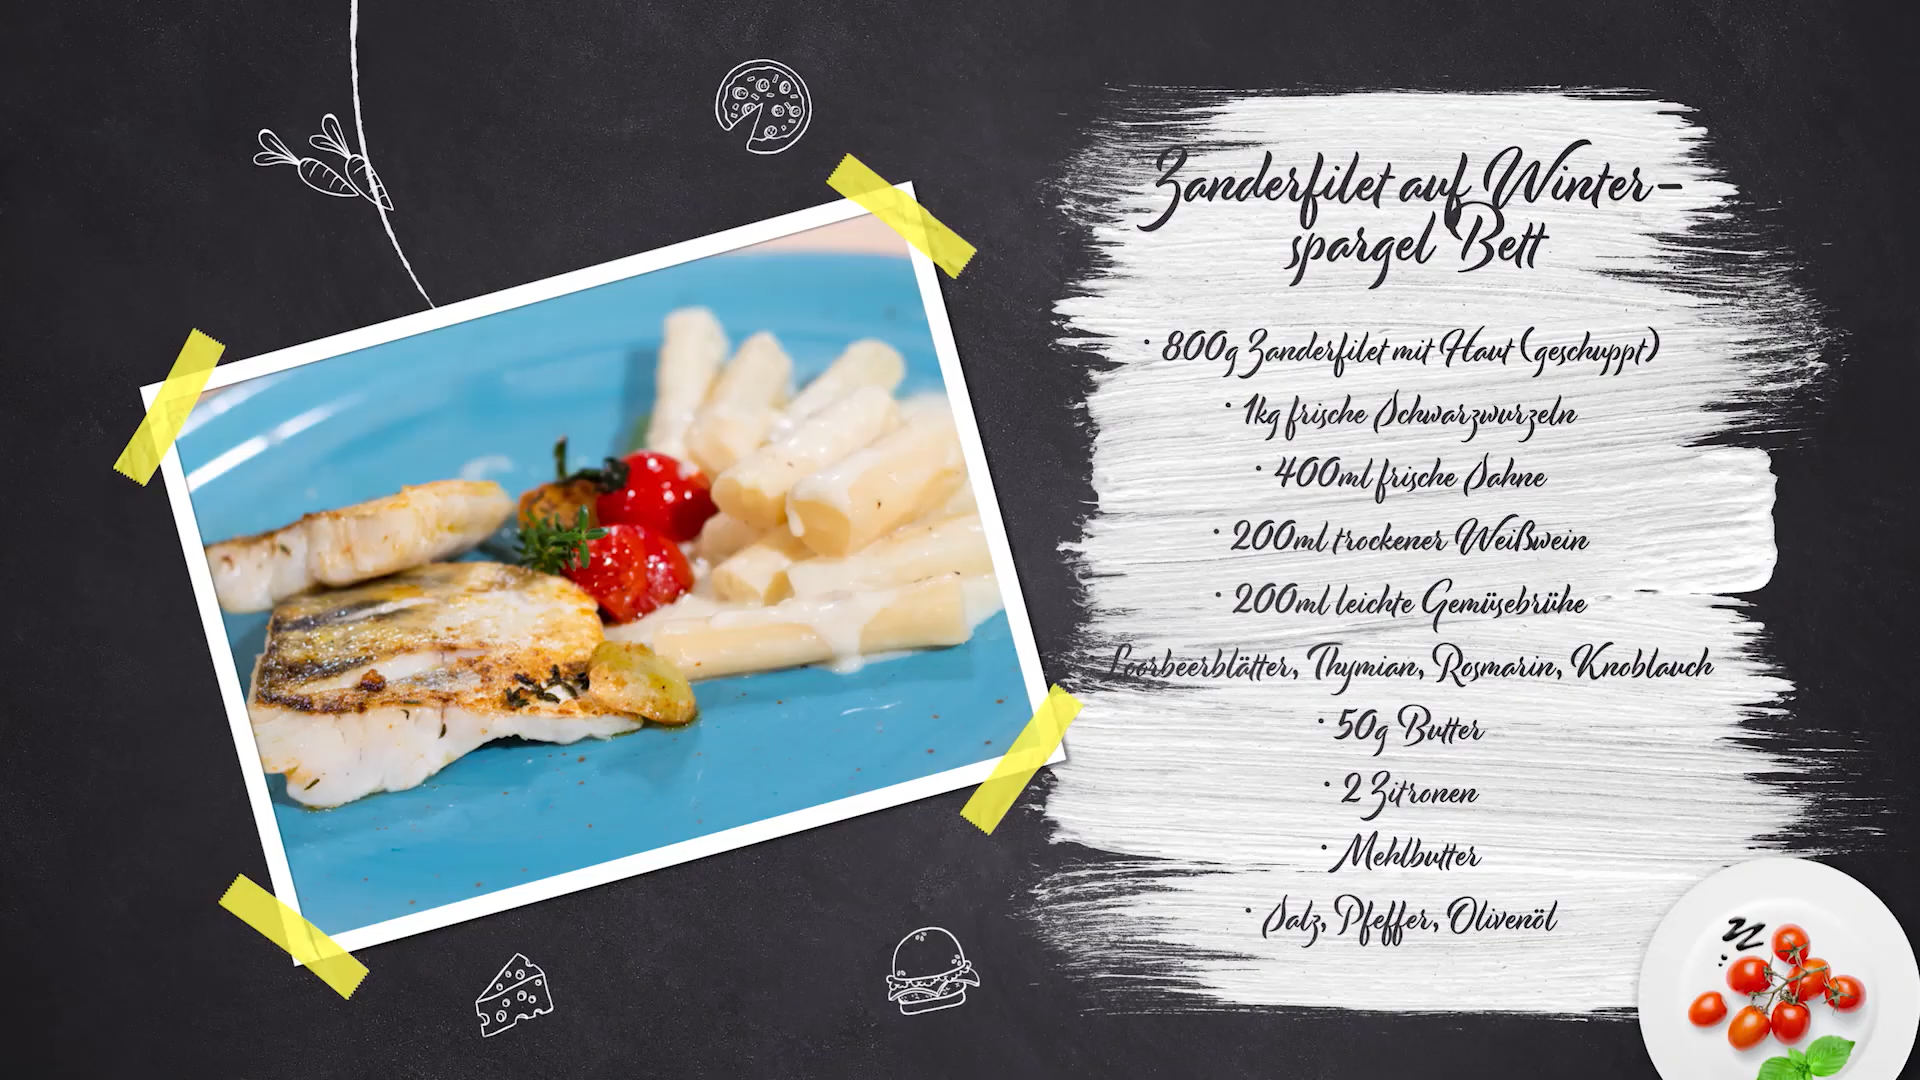 Zanderfilet auf Winter-
spargel Bett
• 800g Zanderfilet mit Haut (geschuppt)
• 1kg frische Schwarzwurzeln
• 400ml frische Sahne
• 200ml trockener Weißwein
• 200ml leichte Gemüsebrühe
Loorbeerblätter, Thymian, Rosmarin, Knoblauch
• 50g Butter
• 2 Zitronen
• Mehlbutter
• Salz, Pfeffer, Olivenöl